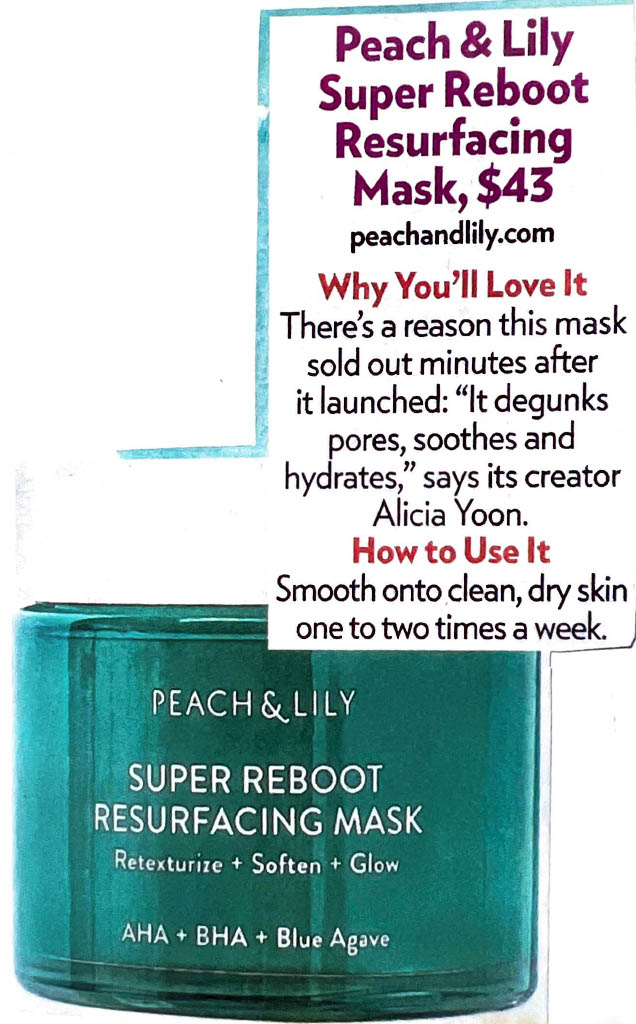 Peach & Lily
Super Reboot
Resurfacing
Mask, $43
peachandlily.com
Why You'll Love It
There's a reason this mask
sold out minutes after
it launched: “It degunks
pores, soothes and
hydrates,” says its creator
Alicia Yoon.
How to Use It
Smooth onto clean, dry skin
one to two times a week.
PEACH & LILY
SUPER REBOOT
RESURFACING MASK
Retexturize + Soften + Glow
AHA + BHA + Blue Agave